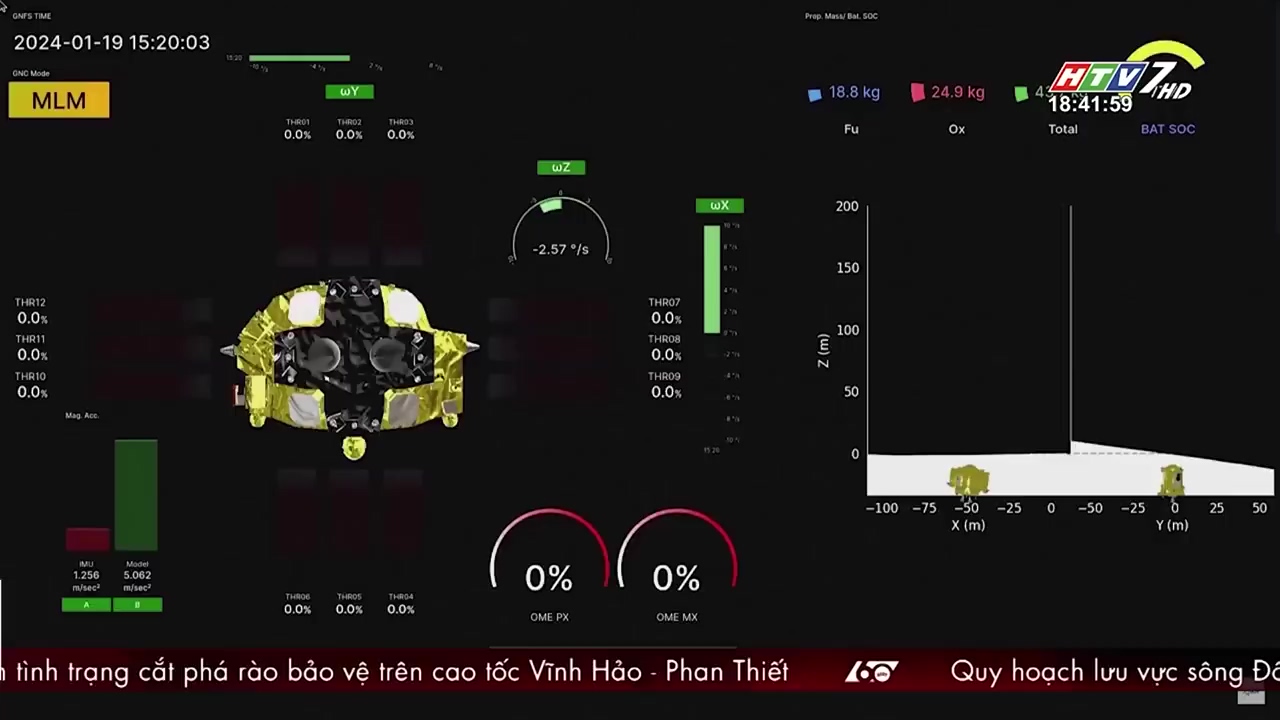 GNFS TIME
2024-01-19 15:20:03
GNC Mode
MLM
15:20
ωY
THR01 THR02 THR03
0.0% 0.0% 0.0%
Prop. Mass/ Bat. SOC
18.8 kg 24.9 kg
Fu Ox Total BAT SOC
HTV7 HD
18:41:59
ωZ
-2.57 °/s
ωX
15:20
THR12
0.0%
THR11
0.0%
THR10
0.0%
THR07
0.0%
THR08
0.0%
THR09
0.0%
Mag. Acc.
IMU Model
1.256 5.062
m/sec² m/sec²
A B
THR06 THR05 THR04
0.0% 0.0% 0.0%
0% 0%
OME PX OME MX
200
150
100
50
0
Z (m)
−100 −75 −50 −25 0 −50 −25 0 25 50
X (m) Y (m)
tình trạng cắt phá rào bảo vệ trên cao tốc Vĩnh Hảo - Phan Thiết 60 giây Quy hoạch lưu vực sông